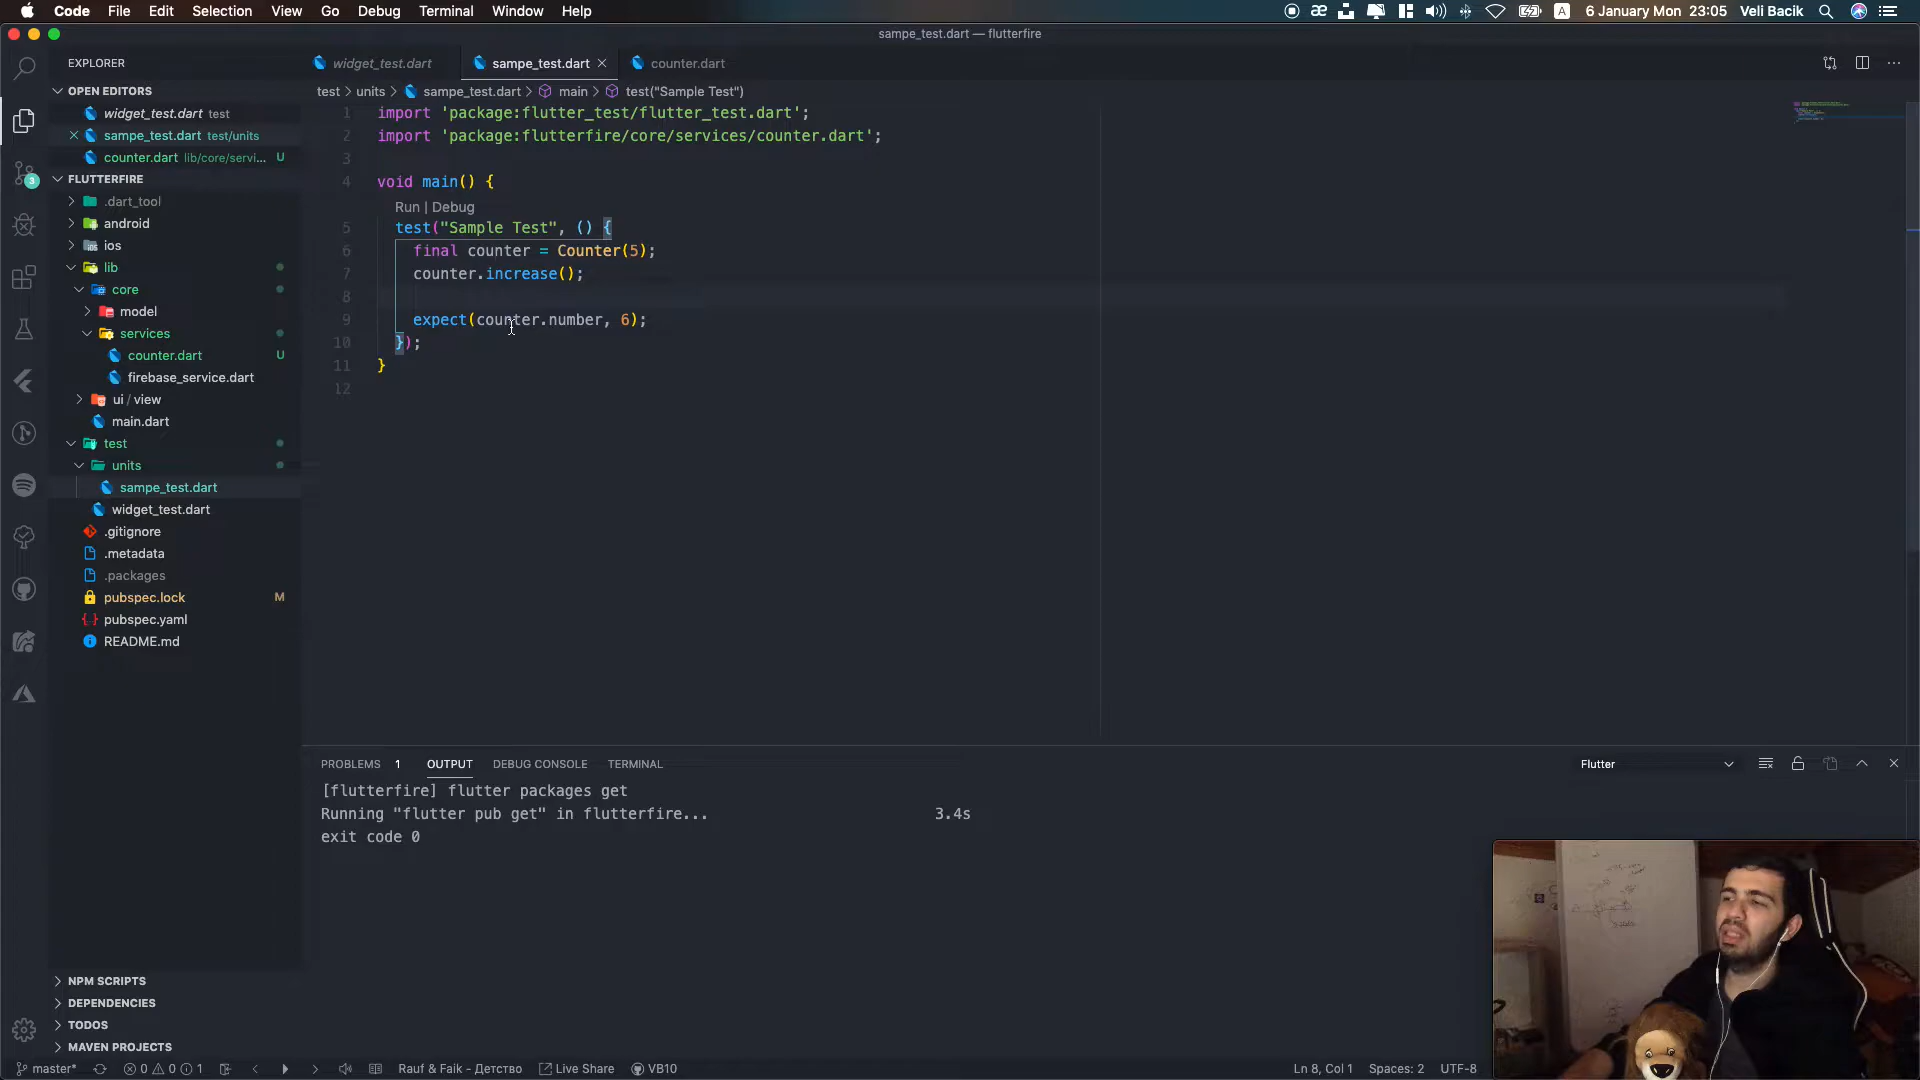 Code File Edit Selection View Go Debug Terminal Window Help
A 6 January Mon 23:05 Veli Bacik
sampe_test.dart — flutterfire
EXPLORER
widget_test.dart sampe_test.dart counter.dart
OPEN EDITORS
test units sampe_test.dart main test("Sample Test")
widget_test.dart test
sampe_test.dart test/units
counter.dart lib/core/servi... U
FLUTTERFIRE
.dart_tool
android
ios
lib
core
model
services
counter.dart U
firebase_service.dart
ui / view
main.dart
test
units
sampe_test.dart
widget_test.dart
.gitignore
.metadata
.packages
pubspec.lock M
pubspec.yaml
README.md
NPM SCRIPTS
DEPENDENCIES
TODOS
MAVEN PROJECTS
3
1 import 'package:flutter_test/flutter_test.dart';
2 import 'package:flutterfire/core/services/counter.dart';
3
4 void main() {
Run | Debug
5 test("Sample Test", () {
6 final counter = Counter(5);
7 counter.increase();
8
9 expect(counter.number, 6);
10 });
11 }
12
PROBLEMS 1 OUTPUT DEBUG CONSOLE TERMINAL Flutter
[flutterfire] flutter packages get
Running "flutter pub get" in flutterfire... 3.4s
exit code 0
master* 0 0 1 Rauf & Faik - Детство Live Share VB10 Ln 8, Col 1 Spaces: 2 UTF-8